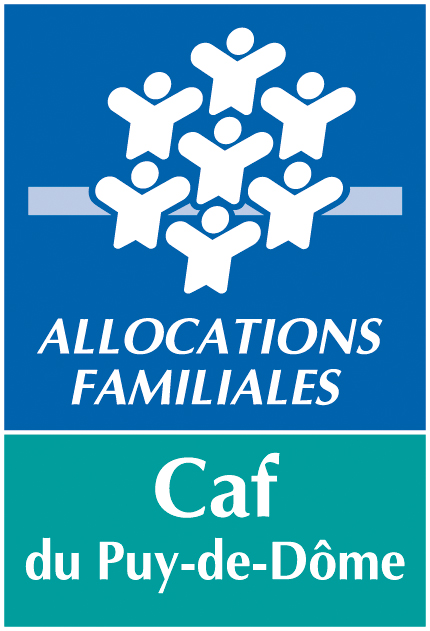 ALLOCATIONS
FAMILIALES
Caf
du Puy-de-Dôme